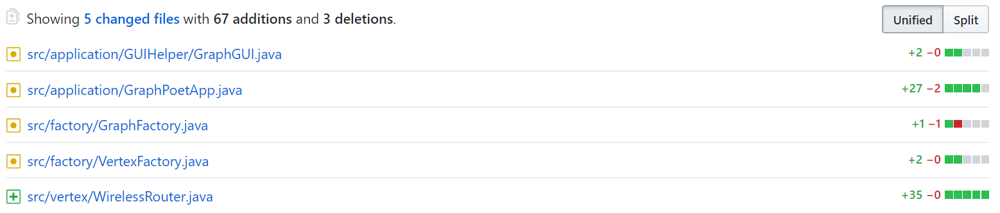 Showing 5 changed files with 67 additions and 3 deletions.
Unified Split
src/application/GUIHelper/GraphGUI.java +2 −0
src/application/GraphPoetApp.java +27 −2
src/factory/GraphFactory.java +1 −1
src/factory/VertexFactory.java +2 −0
src/vertex/WirelessRouter.java +35 −0